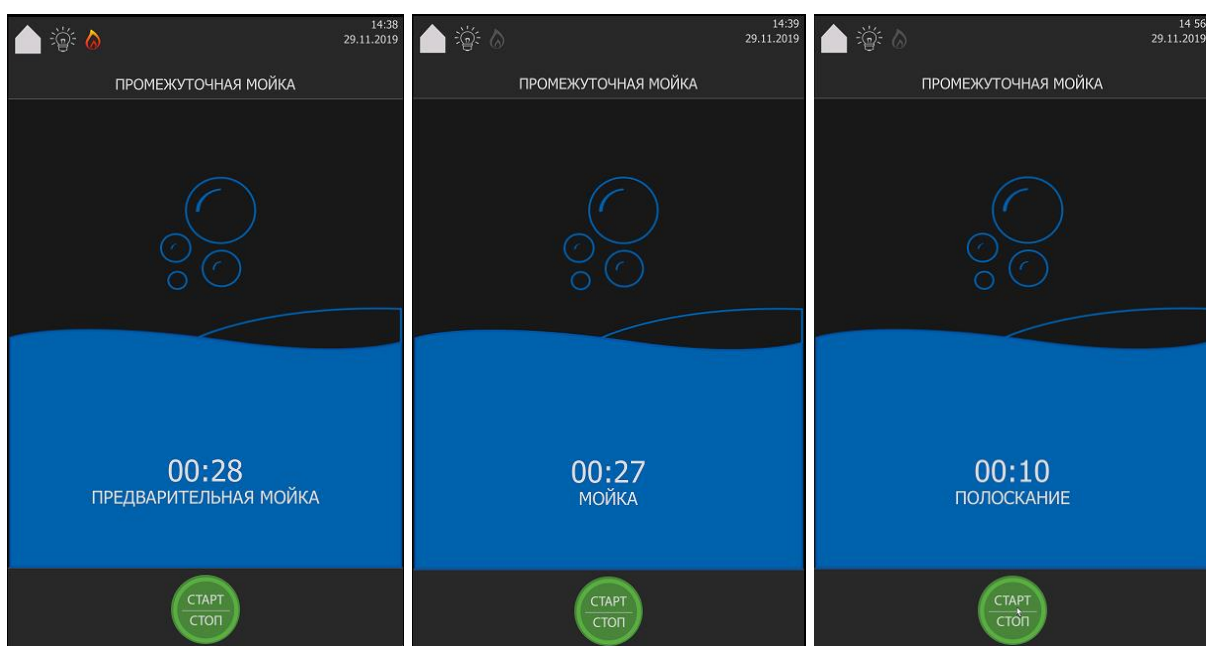 14:38
29.11.2019
ПРОМЕЖУТОЧНАЯ МОЙКА
00:28
ПРЕДВАРИТЕЛЬНАЯ МОЙКА
СТАРТ
СТОП
14:39
29.11.2019
ПРОМЕЖУТОЧНАЯ МОЙКА
00:27
МОЙКА
СТАРТ
СТОП
14 56
29.11.2019
ПРОМЕЖУТОЧНАЯ МОЙКА
00:10
ПОЛОСКАНИЕ
СТАРТ
СТОП